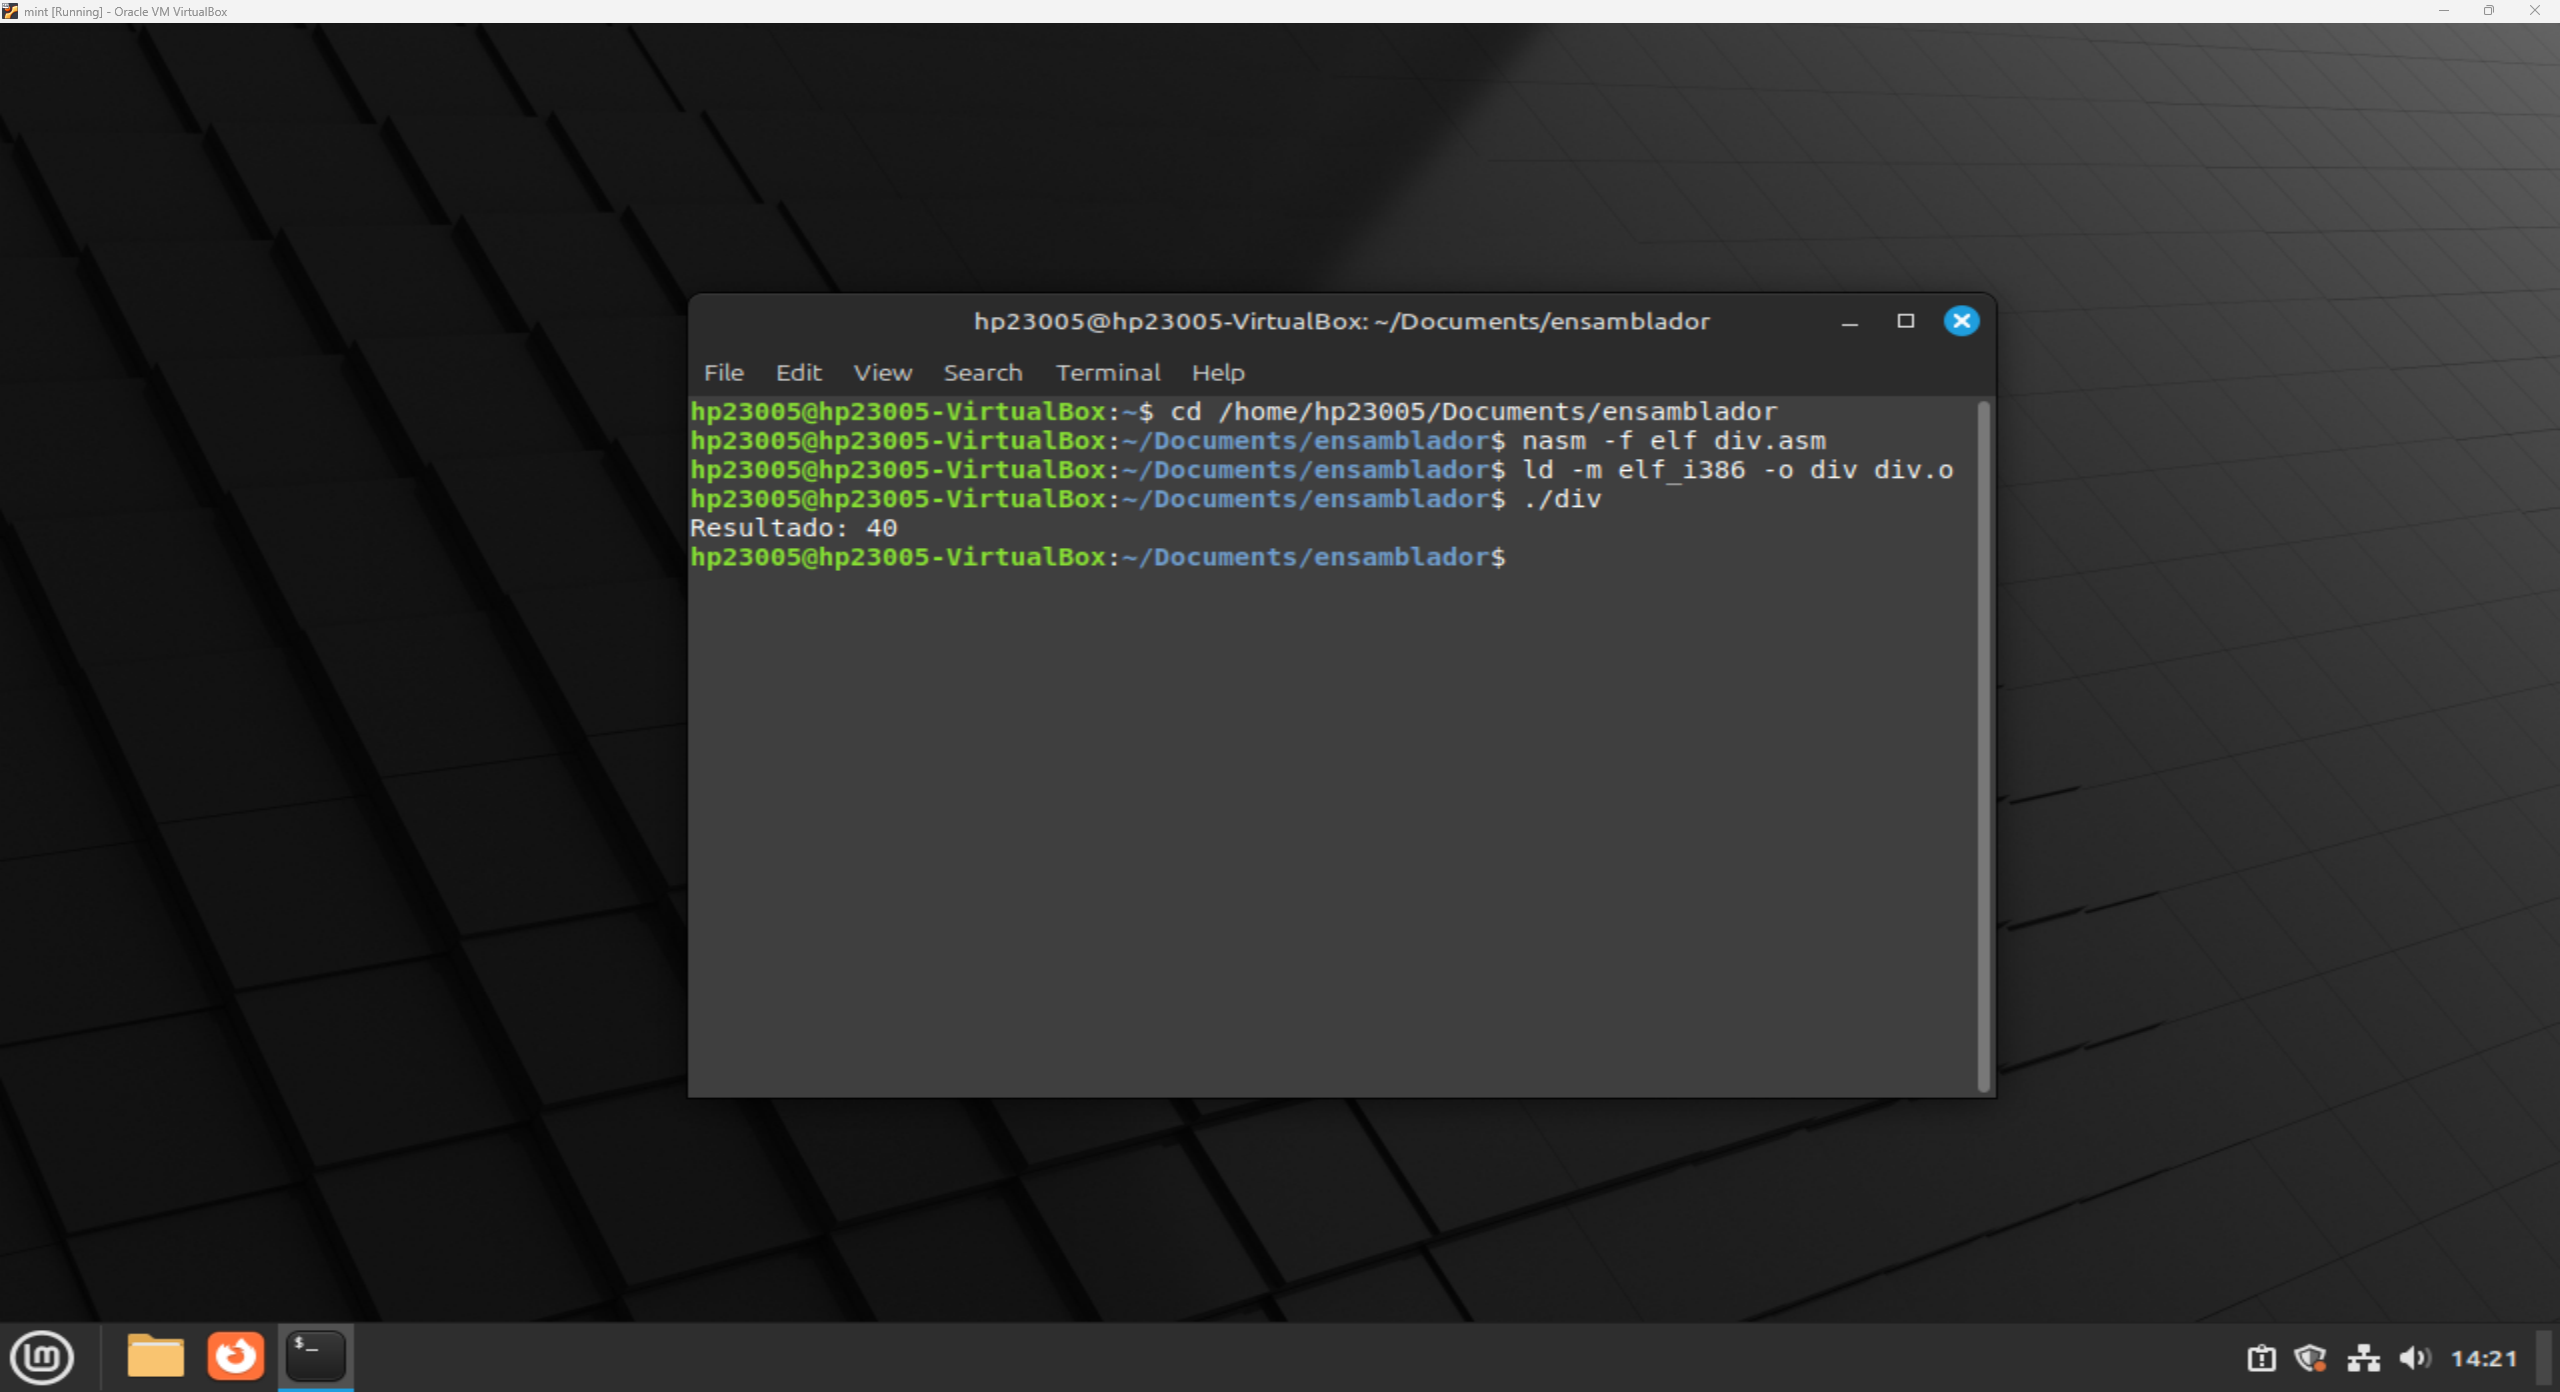 mint [Running] - Oracle VM VirtualBox
hp23005@hp23005-VirtualBox: ~/Documents/ensamblador
File Edit View Search Terminal Help
hp23005@hp23005-VirtualBox:~$ cd /home/hp23005/Documents/ensamblador
hp23005@hp23005-VirtualBox:~/Documents/ensamblador$ nasm -f elf div.asm
hp23005@hp23005-VirtualBox:~/Documents/ensamblador$ ld -m elf_i386 -o div div.o
hp23005@hp23005-VirtualBox:~/Documents/ensamblador$ ./div
Resultado: 40
hp23005@hp23005-VirtualBox:~/Documents/ensamblador$
$_
14:21